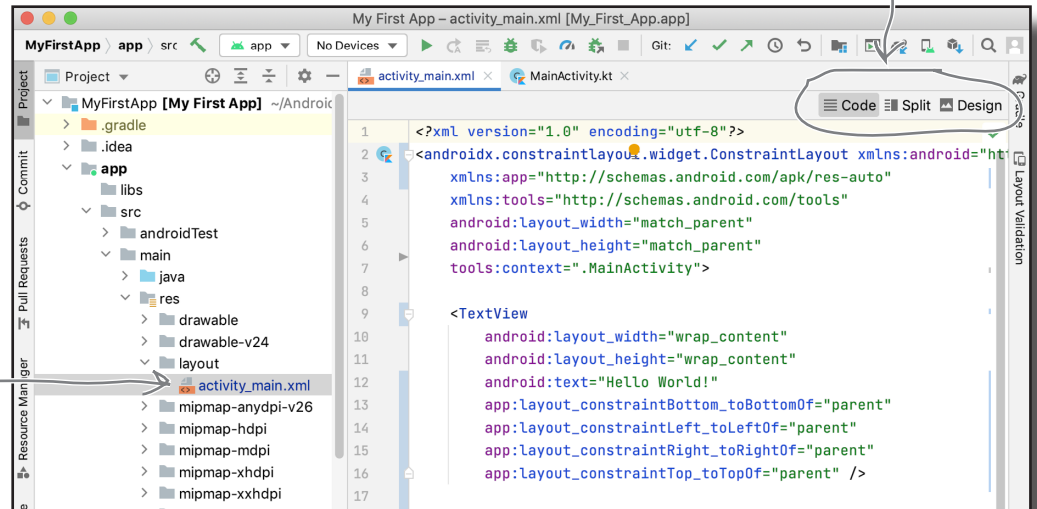 My First App – activity_main.xml [My_First_App.app]
MyFirstApp app src app No Devices Git:
Project
activity_main.xml MainActivity.kt
Code Split Design
Project
Commit
Pull Requests
Resource Manager
MyFirstApp [My First App] ~/Android
.gradle
.idea
app
libs
src
androidTest
main
java
res
drawable
drawable-v24
layout
activity_main.xml
mipmap-anydpi-v26
mipmap-hdpi
mipmap-mdpi
mipmap-xhdpi
mipmap-xxhdpi
1 <?xml version="1.0" encoding="utf-8"?>
2 <androidx.constraintlayout.widget.ConstraintLayout xmlns:android="htt
3 xmlns:app="http://schemas.android.com/apk/res-auto"
4 xmlns:tools="http://schemas.android.com/tools"
5 android:layout_width="match_parent"
6 android:layout_height="match_parent"
7 tools:context=".MainActivity">
8
9 <TextView
10 android:layout_width="wrap_content"
11 android:layout_height="wrap_content"
12 android:text="Hello World!"
13 app:layout_constraintBottom_toBottomOf="parent"
14 app:layout_constraintLeft_toLeftOf="parent"
15 app:layout_constraintRight_toRightOf="parent"
16 app:layout_constraintTop_toTopOf="parent" />
17
Layout Validation